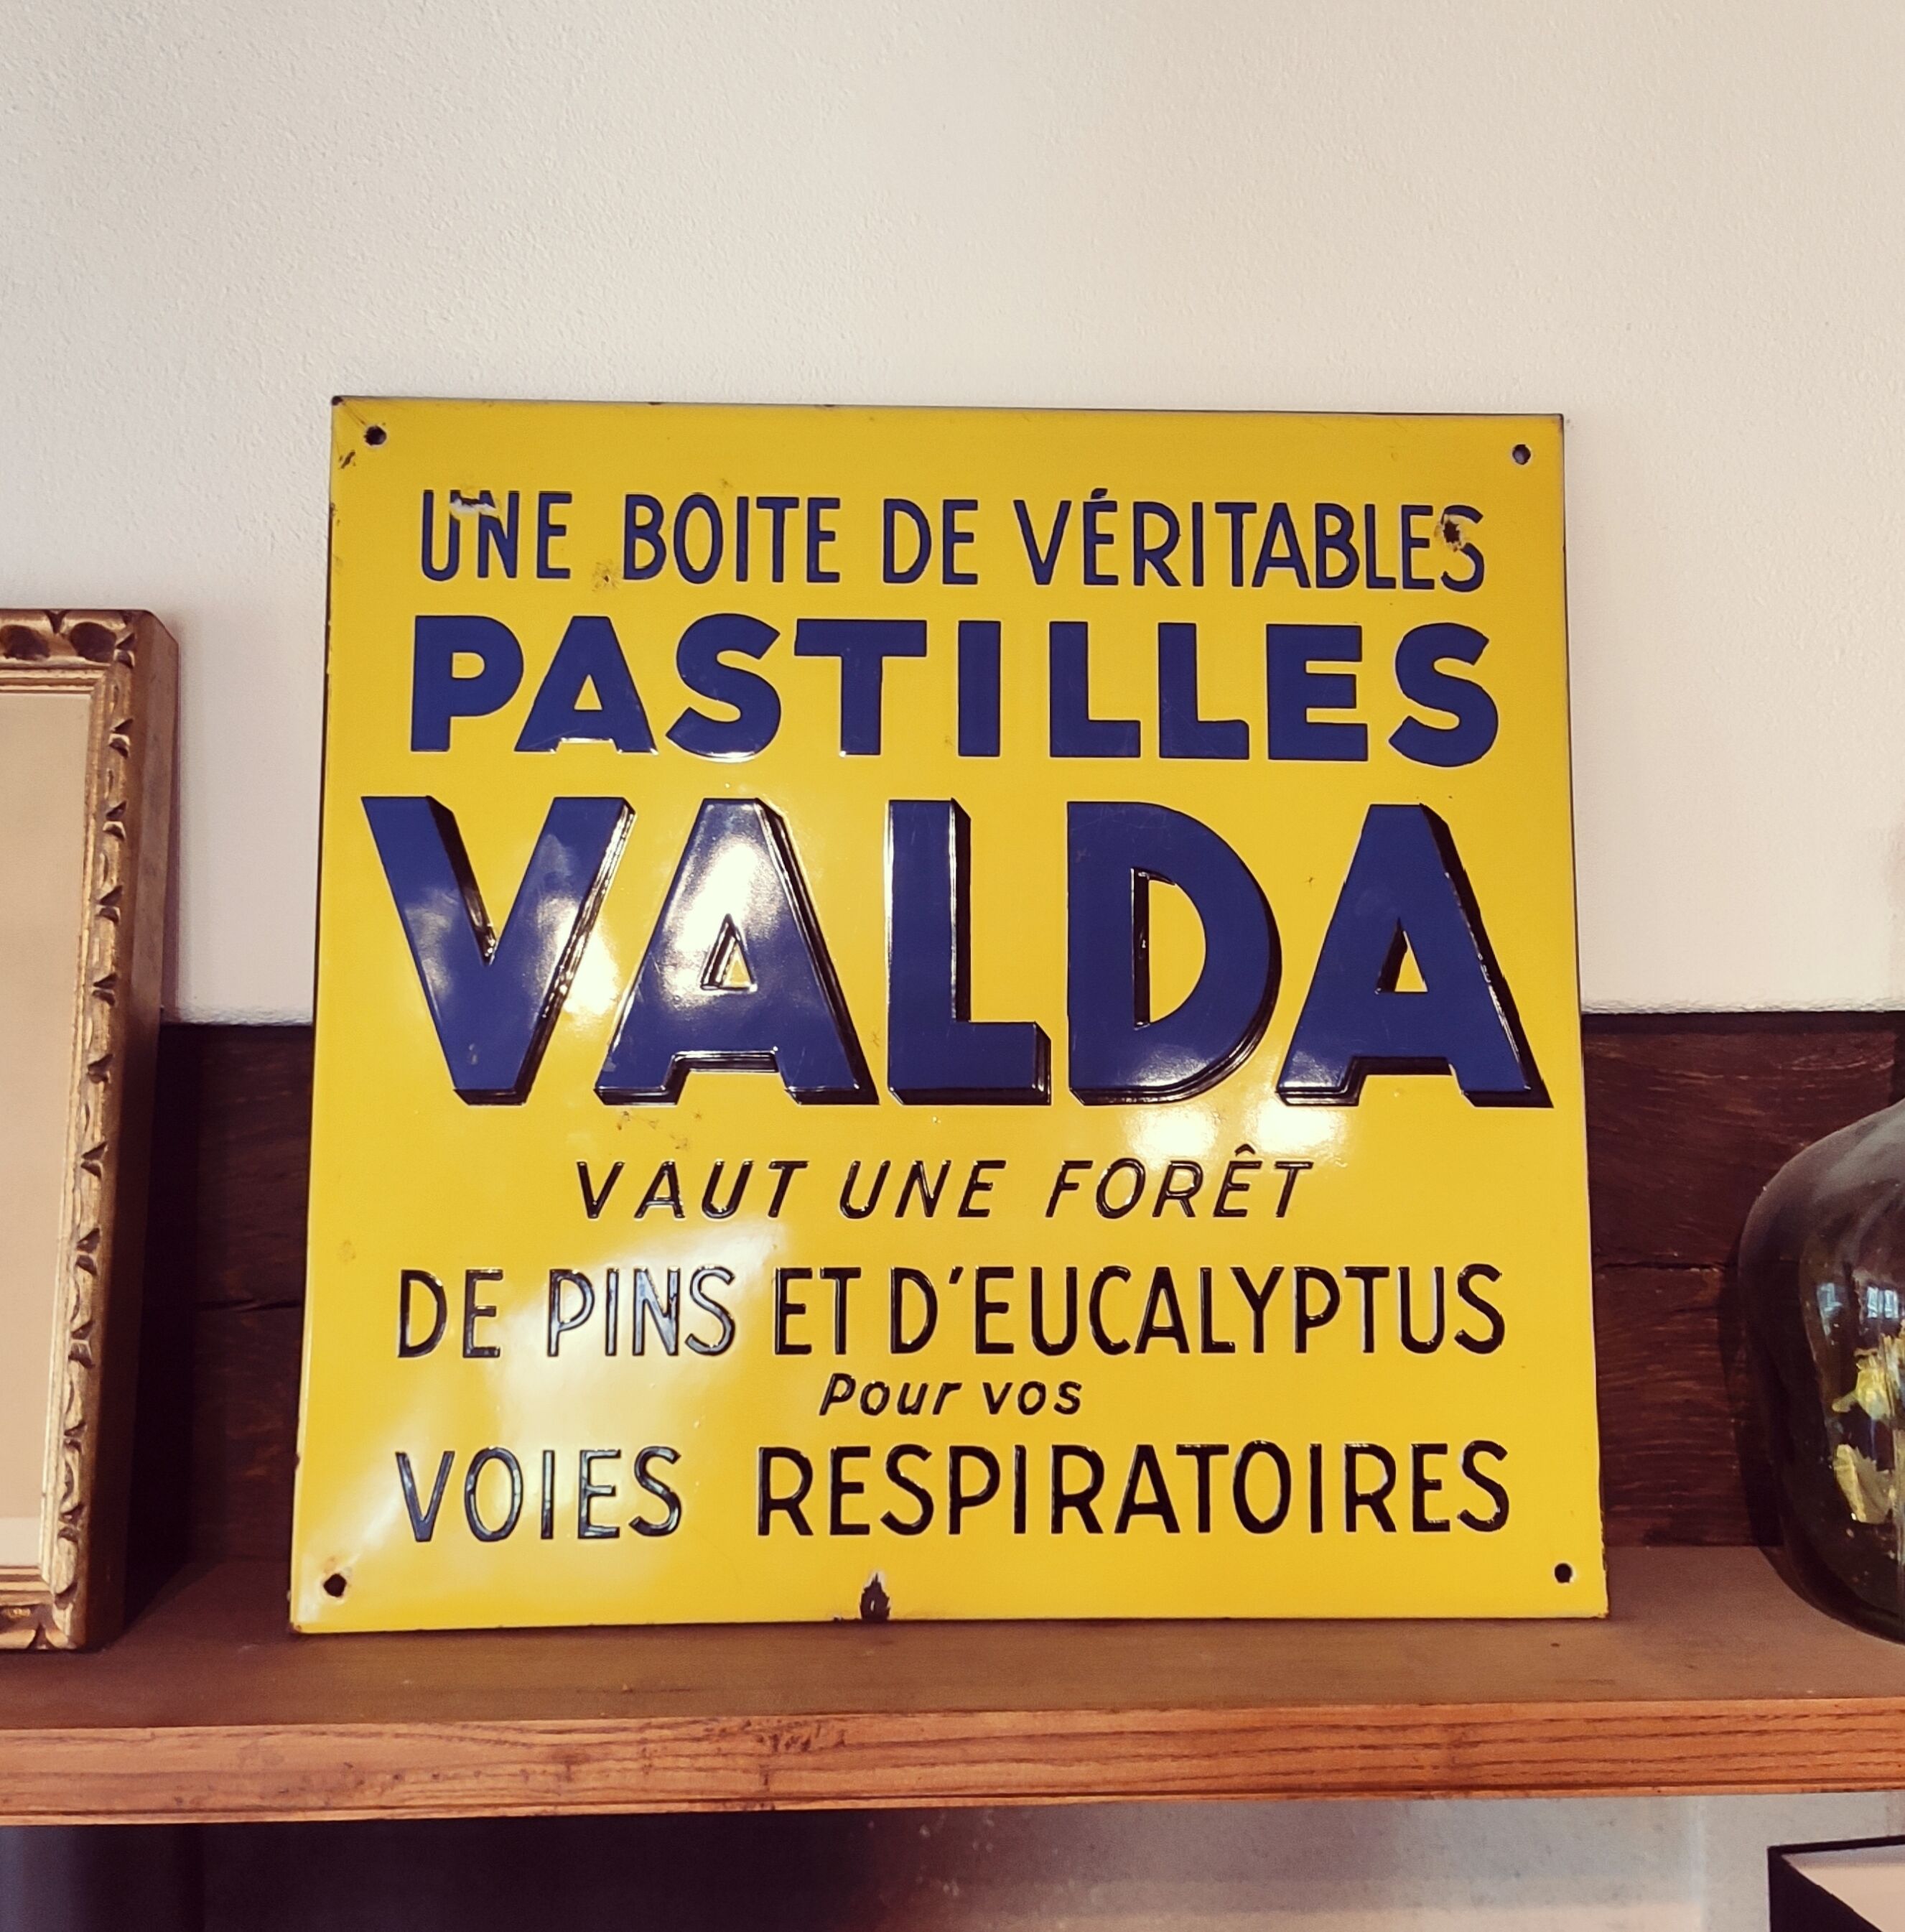 UNE BOITE DE VÉRITABLES
PASTILLES
VALDA
VAUT UNE FORÊT
DE PINS ET D'EUCALYPTUS
Pour vos
VOIES RESPIRATOIRES